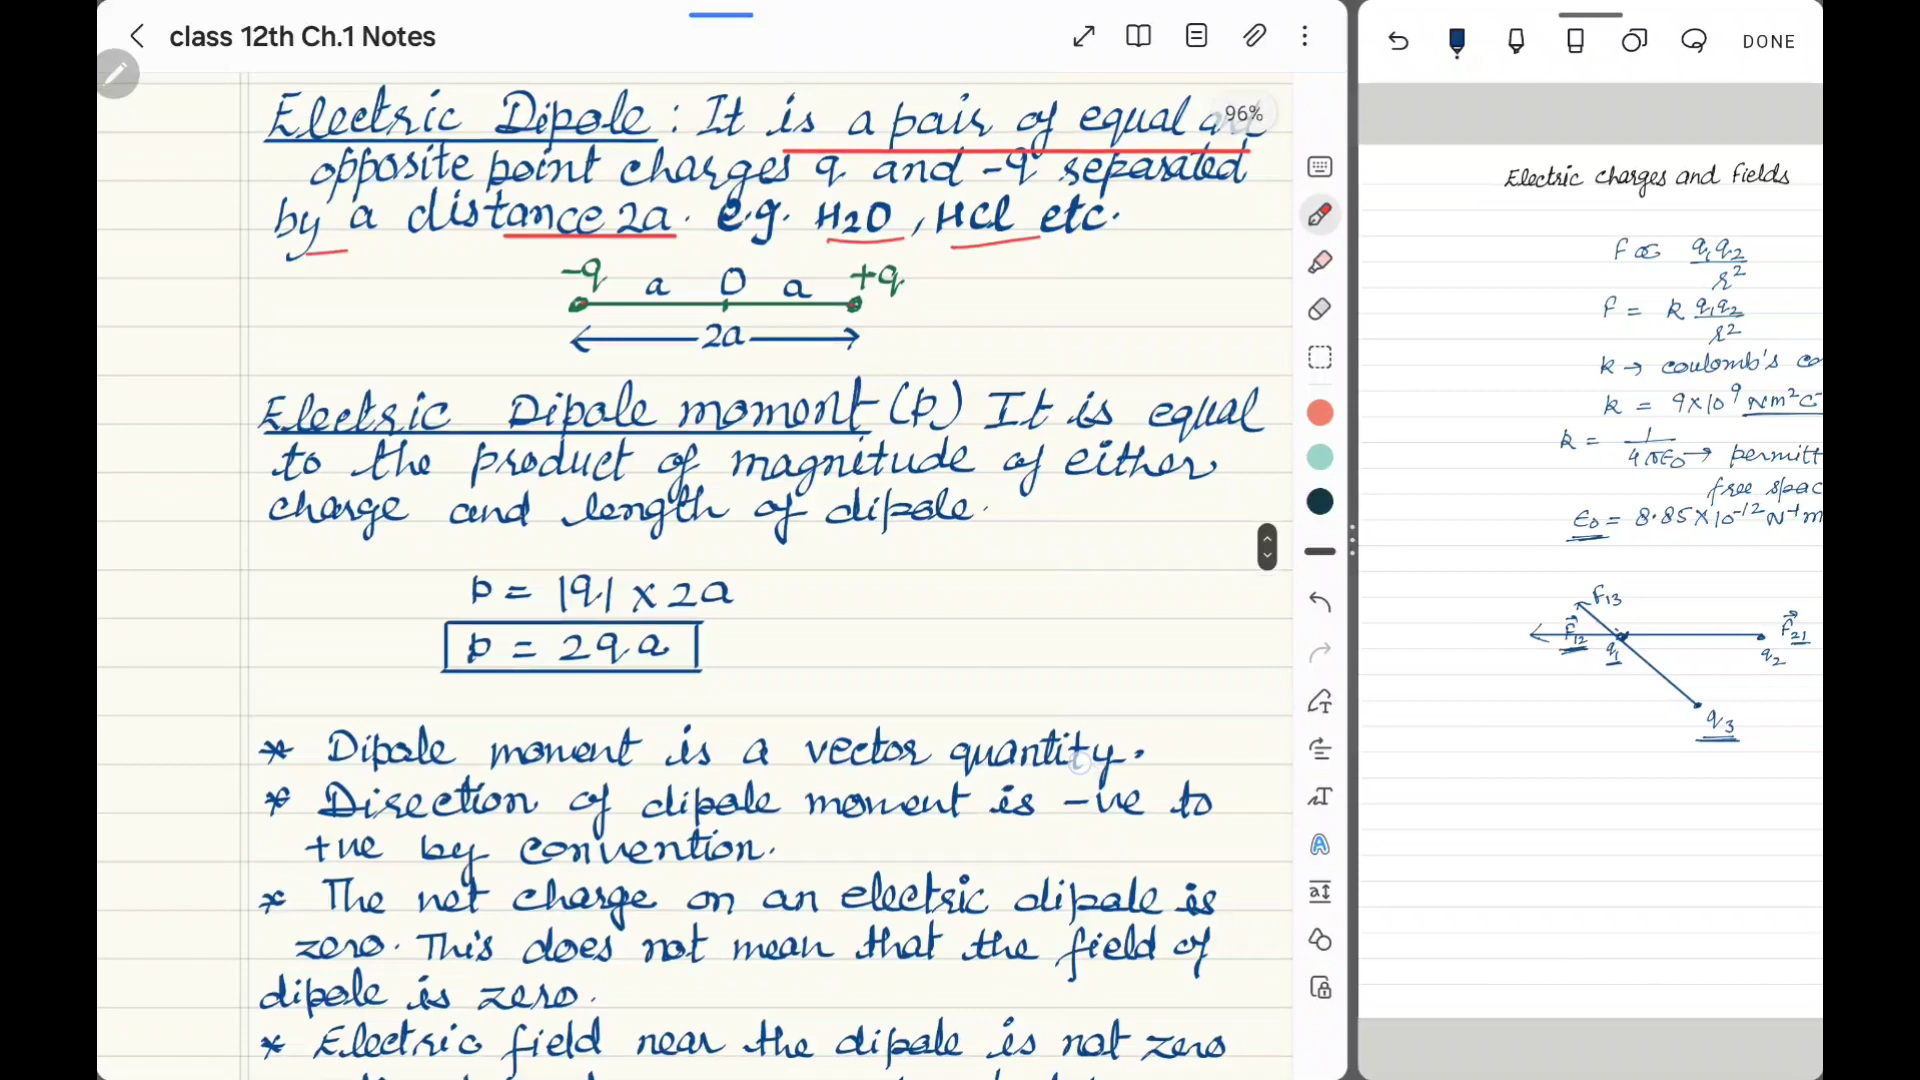 class 12th Ch.1 Notes
96%
Electric Dipole : It is a pair of equal
opposite point charges q and -q separated
by a distance 2a. e.g. H2O, HCl etc.
-q a O a +q
2a
Electric Dipole moment (p) It is equal
to the product of magnitude of either
charge and length of dipole.
p = |q| x 2a
p = 2qa
* Dipole moment is a vector quantity.
* Direction of dipole moment is -ve to
+ve by convention.
* The net charge on an electric dipole is
zero. This does not mean that the field of
dipole is zero.
* Electric field near the dipole is not zero
DONE
Electric charges and fields
F ∝ q1q2
r2
F = k q1q2
r2
k → coulomb's
k = 9x10^9 Nm2C
k = 1
4πε0 → permitt
free spac
ε0 = 8.85x10^-12 N^-1 m
F13
F12 q1 F21
q2
q3